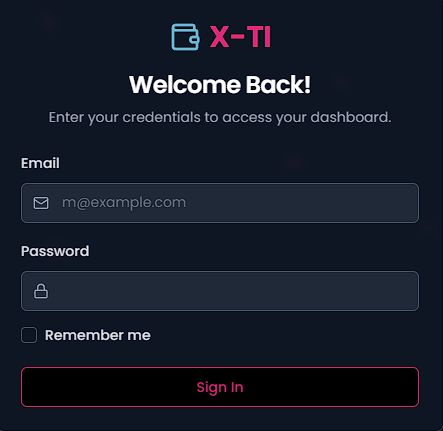 X-TI
Welcome Back!
Enter your credentials to access your dashboard.
Email
m@example.com
Password
Remember me
Sign In